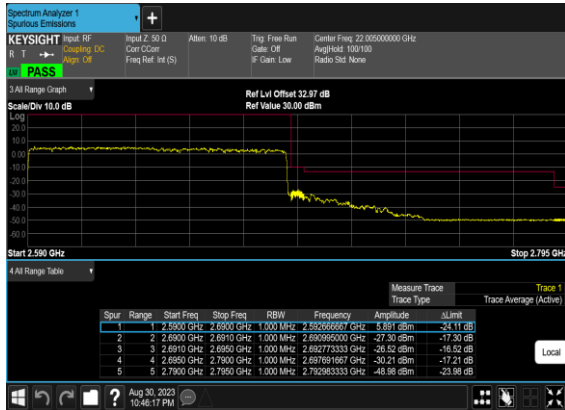 Spectrum Analyzer 1
Spurious Emissions
KEYSIGHT Input: RF Input Z: 50 Ω Atten: 10 dB Trig: Free Run Center Freq: 22.005000000 GHz
R T Coupling: DC Corr CCorr Gate: Off Avg|Hold: 100/100
Align: Off Freq Ref: Int (S) IF Gain: Low Radio Std: None
PASS
3 All Range Graph
Ref Lvl Offset 32.97 dB
Scale/Div 10.0 dB Ref Value 30.00 dBm
Log
20.0
10.0
0.00
-10.0
-20.0
-30.0
-40.0
-50.0
-60.0
Start 2.590 GHz Stop 2.795 GHz
4 All Range Table
Measure Trace Trace 1
Trace Type Trace Average (Active)
Spur Range Start Freq Stop Freq RBW Frequency Amplitude ΔLimit
1 1 2.5900 GHz 2.6900 GHz 1.000 MHz 2.592666667 GHz 5.891 dBm -24.11 dB
2 2 2.6900 GHz 2.6910 GHz 1.000 MHz 2.690995000 GHz -27.30 dBm -17.30 dB
3 3 2.6910 GHz 2.6950 GHz 1.000 MHz 2.692773333 GHz -26.52 dBm -16.52 dB
4 4 2.6950 GHz 2.7900 GHz 1.000 MHz 2.697691667 GHz -30.21 dBm -17.21 dB
5 5 2.7900 GHz 2.7950 GHz 1.000 MHz 2.792983333 GHz -48.98 dBm -23.98 dB
Local
Aug 30, 2023
10:46:17 PM